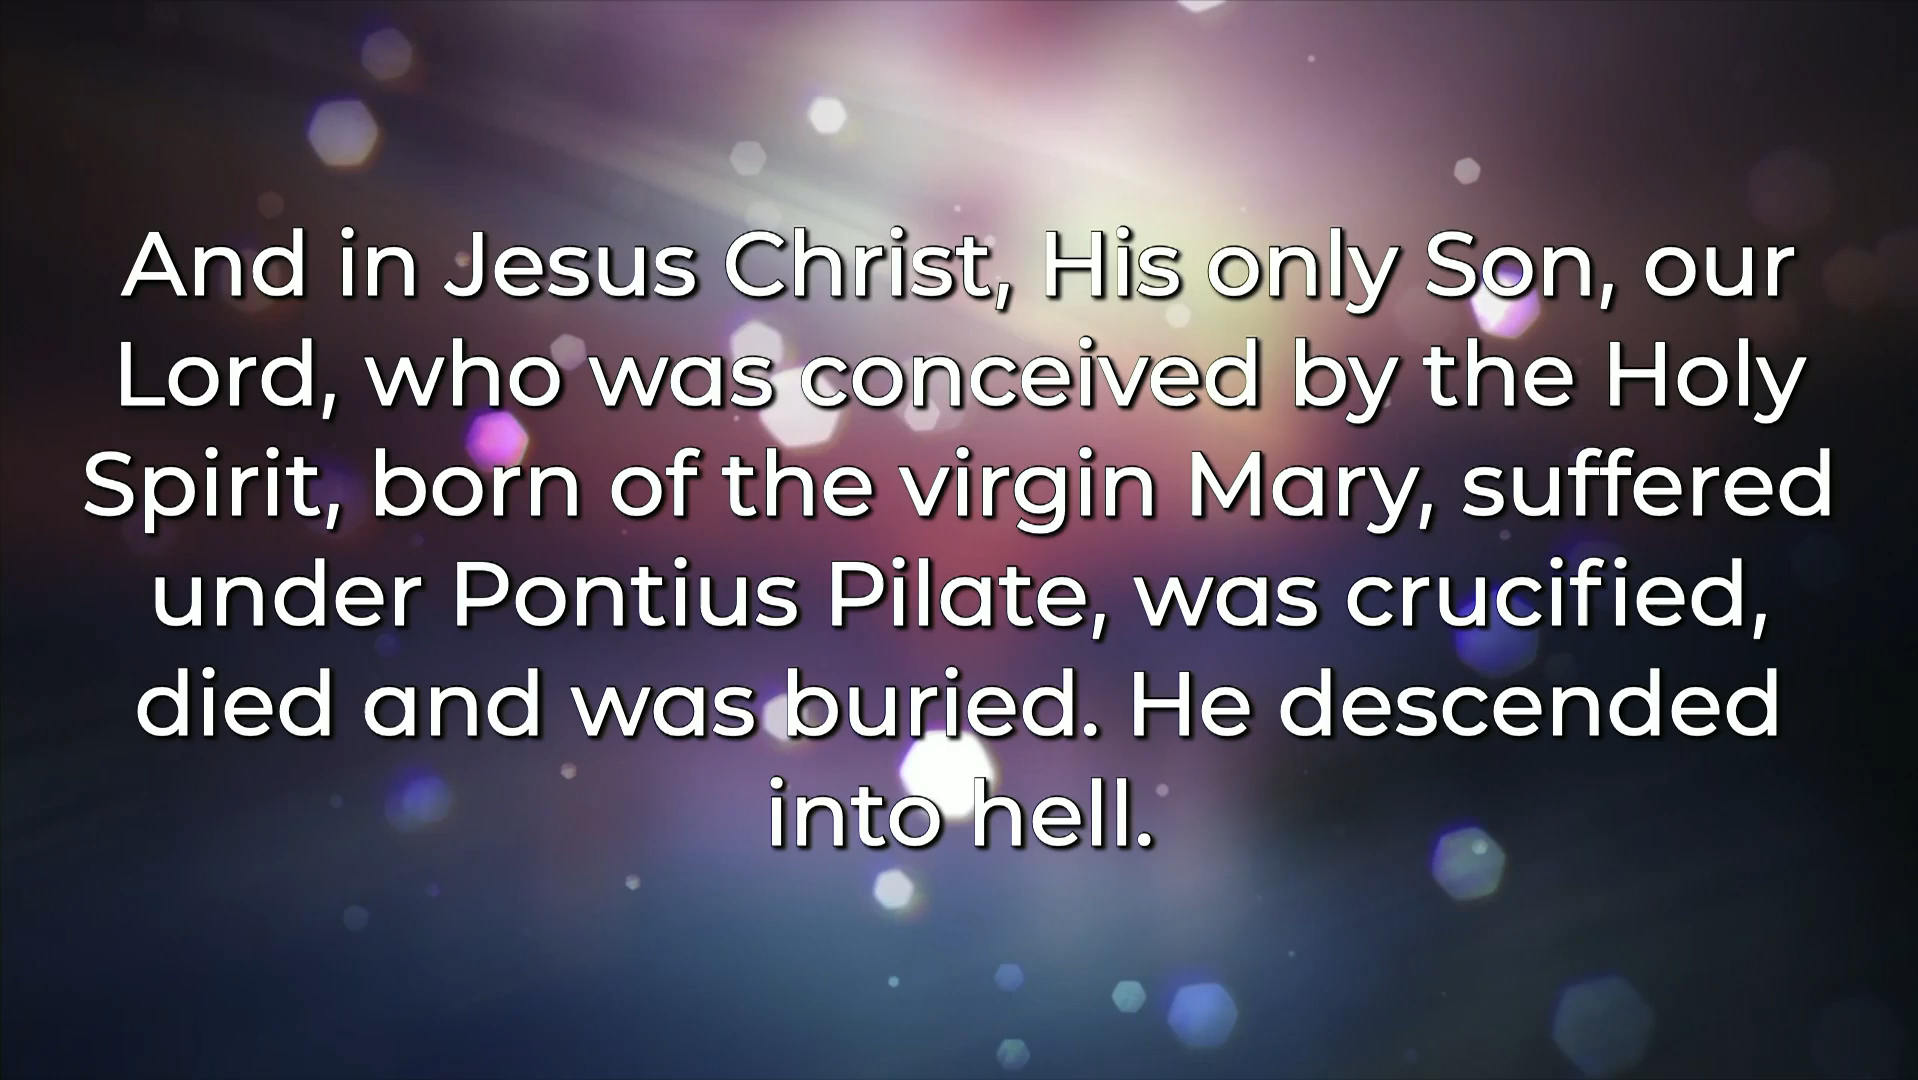 And in Jesus Christ, His only Son, our
Lord, who was conceived by the Holy
Spirit, born of the virgin Mary, suffered
under Pontius Pilate, was crucified,
died and was buried. He descended
into hell.